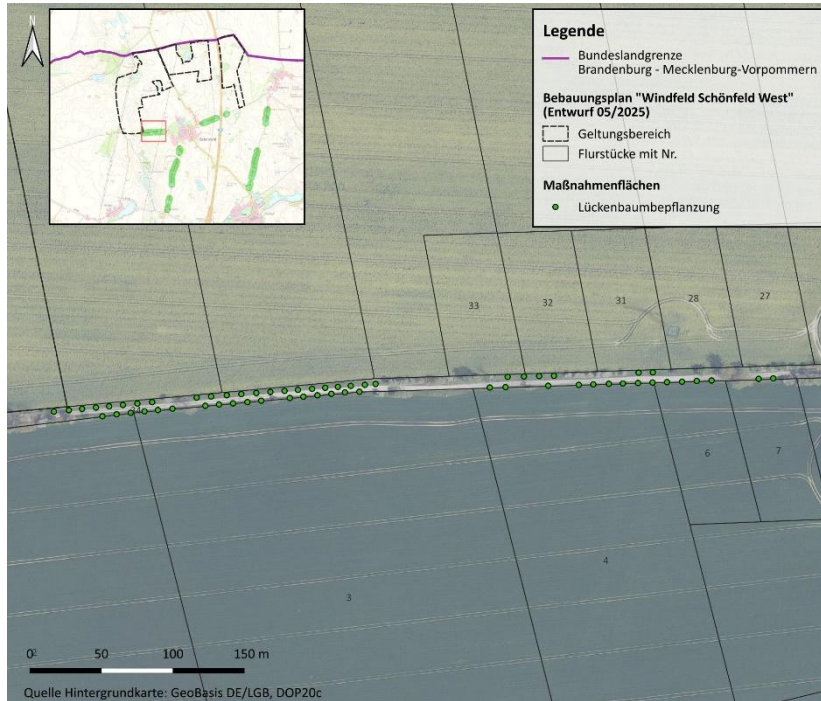 N
Legende
Bundeslandgrenze
Brandenburg - Mecklenburg-Vorpommern
Bebauungsplan "Windfeld Schönfeld West"
(Entwurf 05/2025)
Geltungsbereich
Flurstücke mit Nr.
Maßnahmenflächen
Lückenbaumbepflanzung
33
32
31
28
27
6
7
4
3
0
2
50
100
150 m
Quelle Hintergrundkarte: GeoBasis DE/LGB, DOP20c